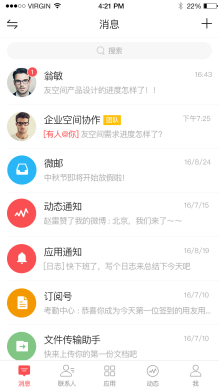 VIRGIN 4:21 PM 22%
消息
搜索
翁敏 16:43
友空间产品设计的进度怎样了！！
1
企业空间协作 团队 下午7:11
[有人@你] 友空间需求进度怎样了?
微邮 16/8/24
中秋节即将开始放假啦！
动态通知 16/7/15
赵雷赞了我的微博：北京，我们来了~~
应用通知 16/8/19
[日志] 快下班了，写个日志来总结下今天吧
订阅号 16/7/15
考勤中心：恭喜你成为今天第一位签到的用友用...
文件传输助手 16/7/15
快来上传你的第一份文档吧
消息 联系人 应用 动态 我